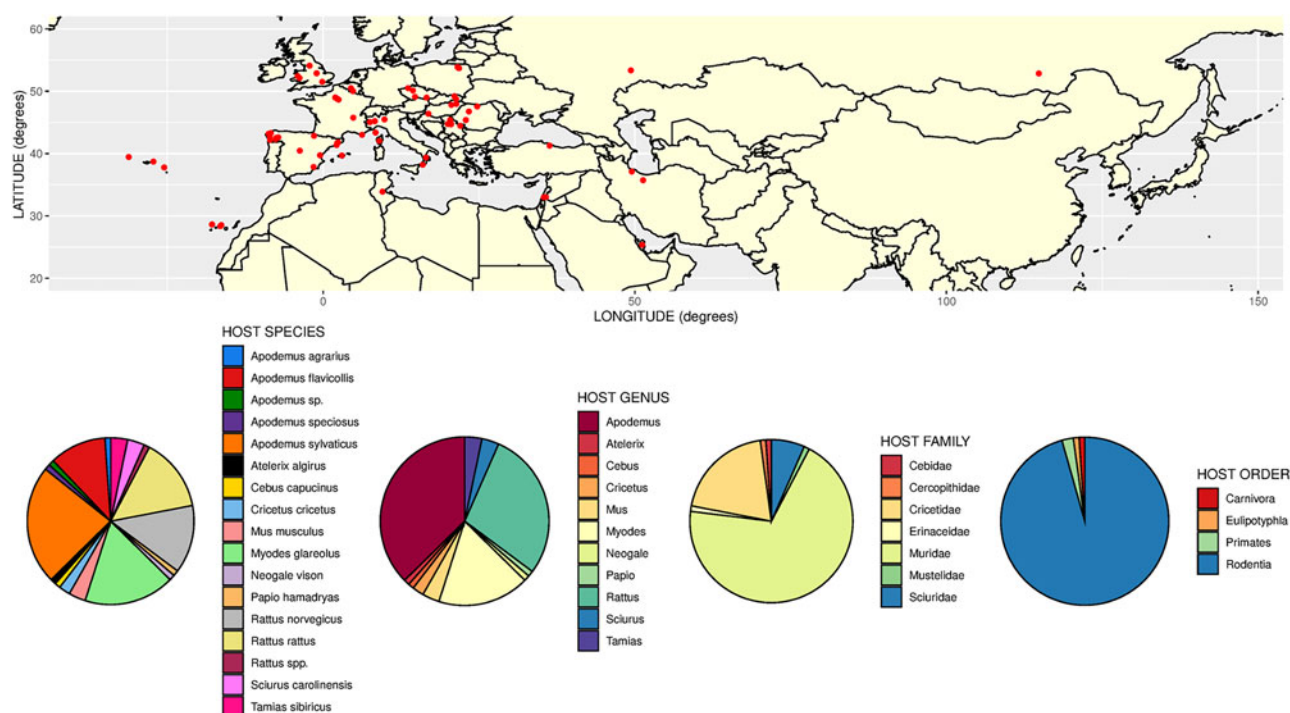 60
50
40
30
20
LATITUDE (degrees)
0
50
100
150
LONGITUDE (degrees)
HOST SPECIES
Apodemus agrarius
Apodemus flavicollis
Apodemus sp.
Apodemus speciosus
Apodemus sylvaticus
Atelerix algirus
Cebus capucinus
Cricetus cricetus
Mus musculus
Myodes glareolus
Neogale vison
Papio hamadryas
Rattus norvegicus
Rattus rattus
Rattus spp.
Sciurus carolinensis
Tamias sibiricus
HOST GENUS
Apodemus
Atelerix
Cebus
Cricetus
Mus
Myodes
Neogale
Papio
Rattus
Sciurus
Tamias
HOST FAMILY
Cebidae
Cercopithidae
Cricetidae
Erinaceidae
Muridae
Mustelidae
Sciuridae
HOST ORDER
Carnivora
Eulipotyphla
Primates
Rodentia